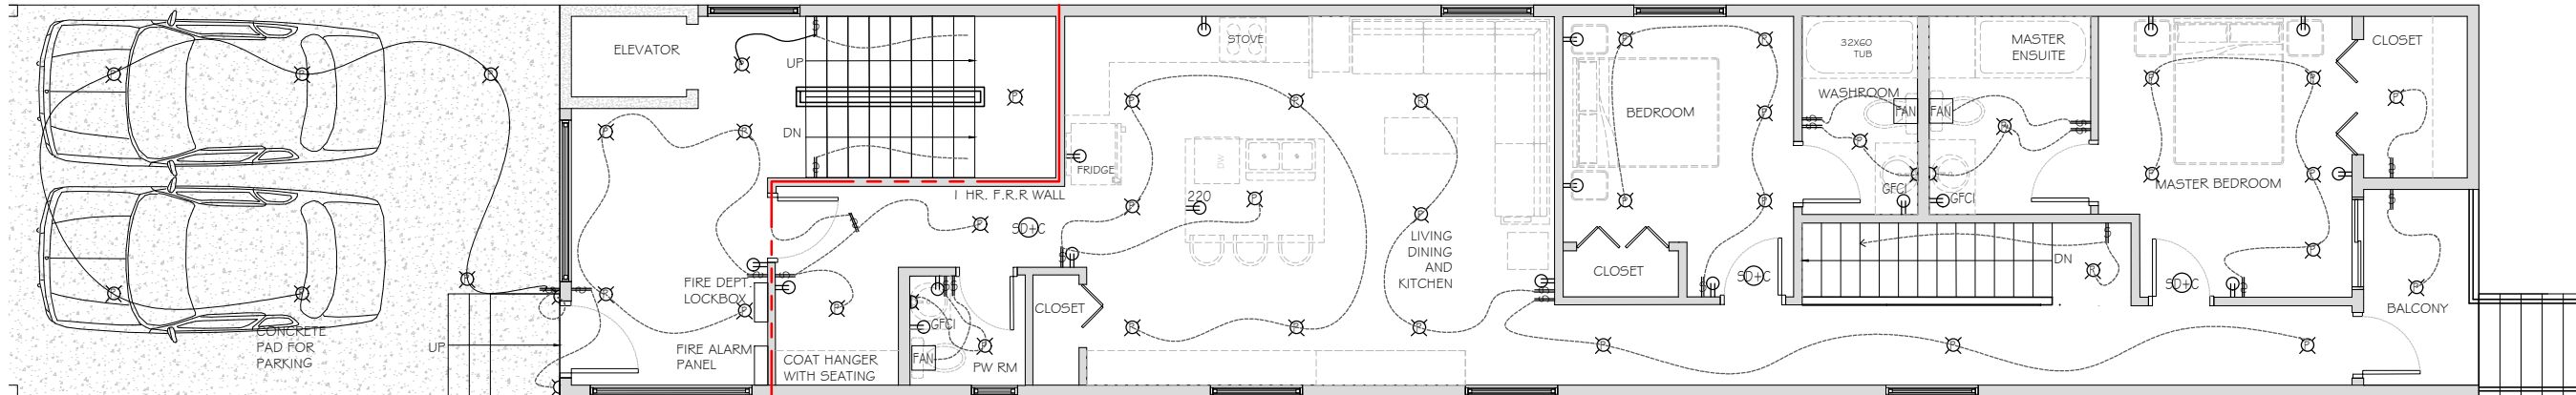 ELEVATOR
UP
DN
1 HR. F.R.R WALL
STOVE
FRIDGE
DW
220
SD+C
LIVING
DINING
AND
KITCHEN
FIRE DEPT.
LOCKBOX
FIRE ALARM
PANEL
COAT HANGER
WITH SEATING
GFCI
FAN
PW RM
CLOSET
CONCRETE
PAD FOR
PARKING
UP
BEDROOM
CLOSET
SD+C
32X60
TUB
WASHROOM
FAN
GFCI
MASTER
ENSUITE
FAN
GFCI
DN
MASTER BEDROOM
SD+C
CLOSET
BALCONY